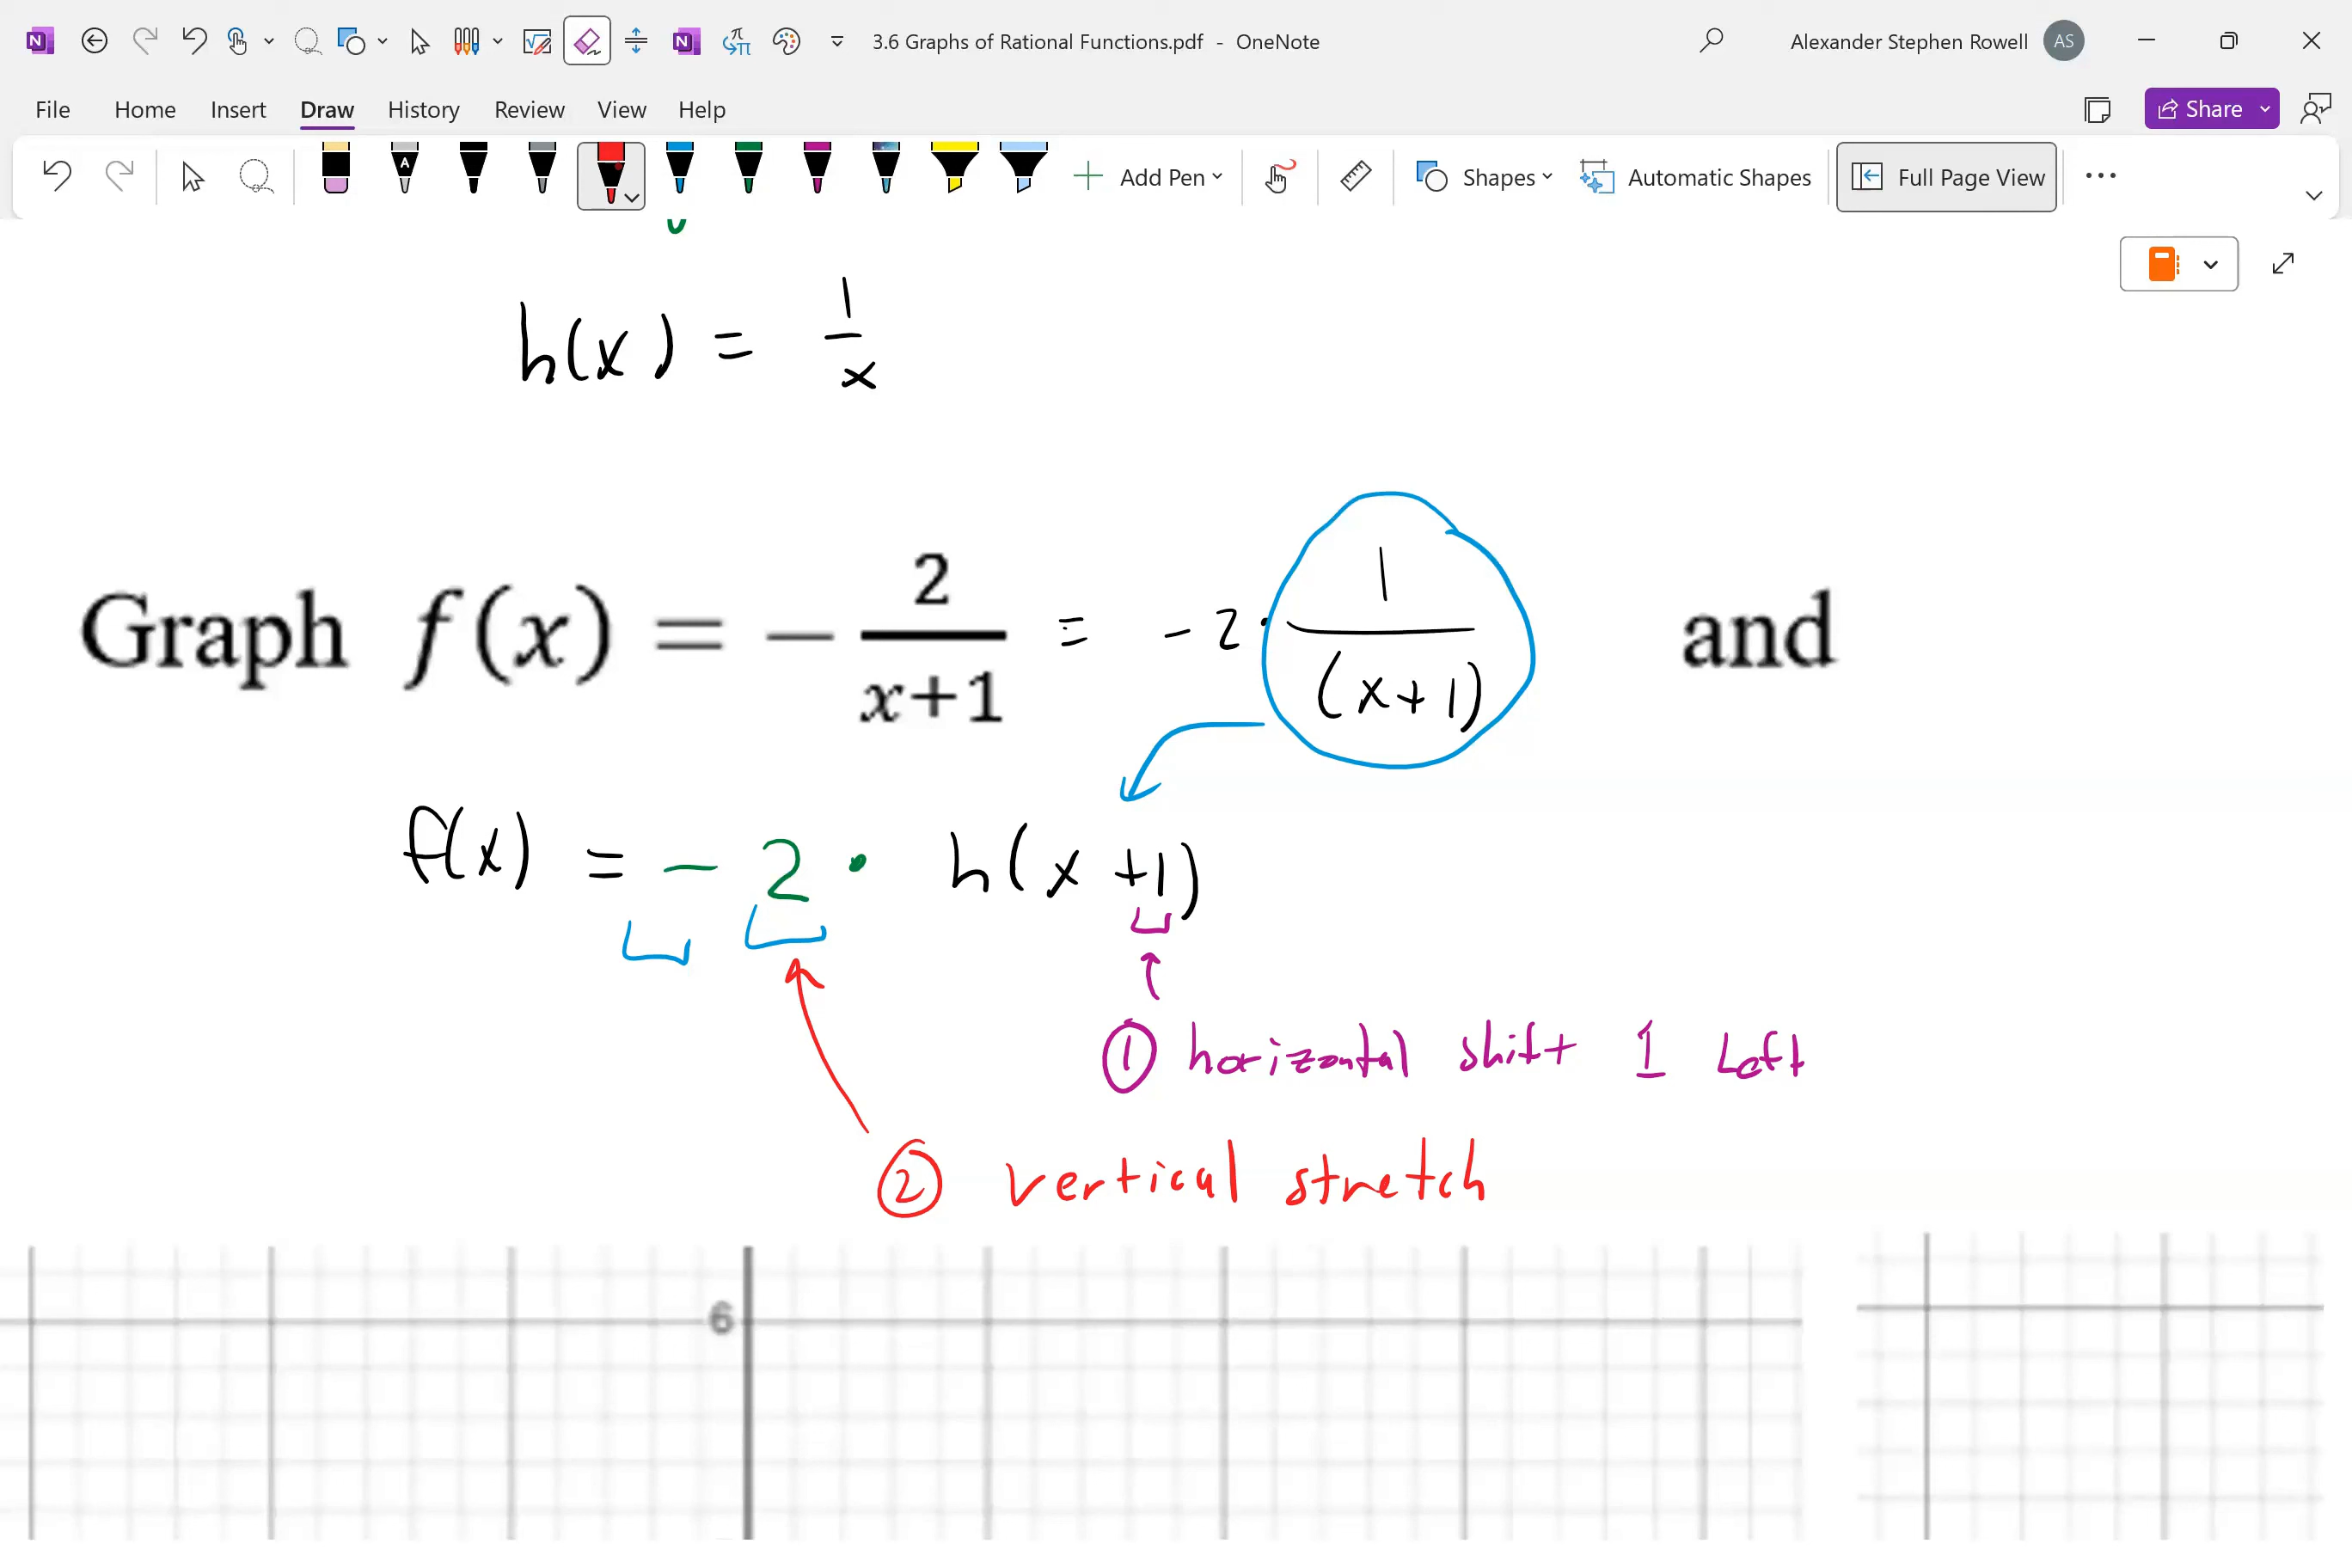 3.6 Graphs of Rational Functions.pdf - OneNote
Alexander Stephen Rowell AS
File Home Insert Draw History Review View Help
Share
A
Add Pen
Shapes
Automatic Shapes
Full Page View
h(x) = 1/x
Graph f(x) = − 2/x+1 = -2 · 1/(x+1) and
f(x) = - 2 · h(x +1)
① horizontal shift 1 Left
② vertical stretch
6